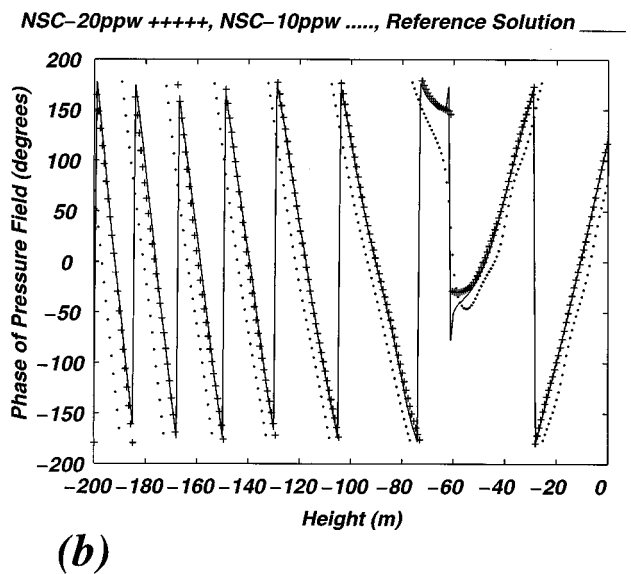 NSC-20ppw +++++, NSC-10ppw ....., Reference Solution ____
200
150
100
50
0
-50
-100
-150
-200
Phase of Pressure Field (degrees)
-200 -180 -160 -140 -120 -100 -80 -60 -40 -20 0
Height (m)
(b)